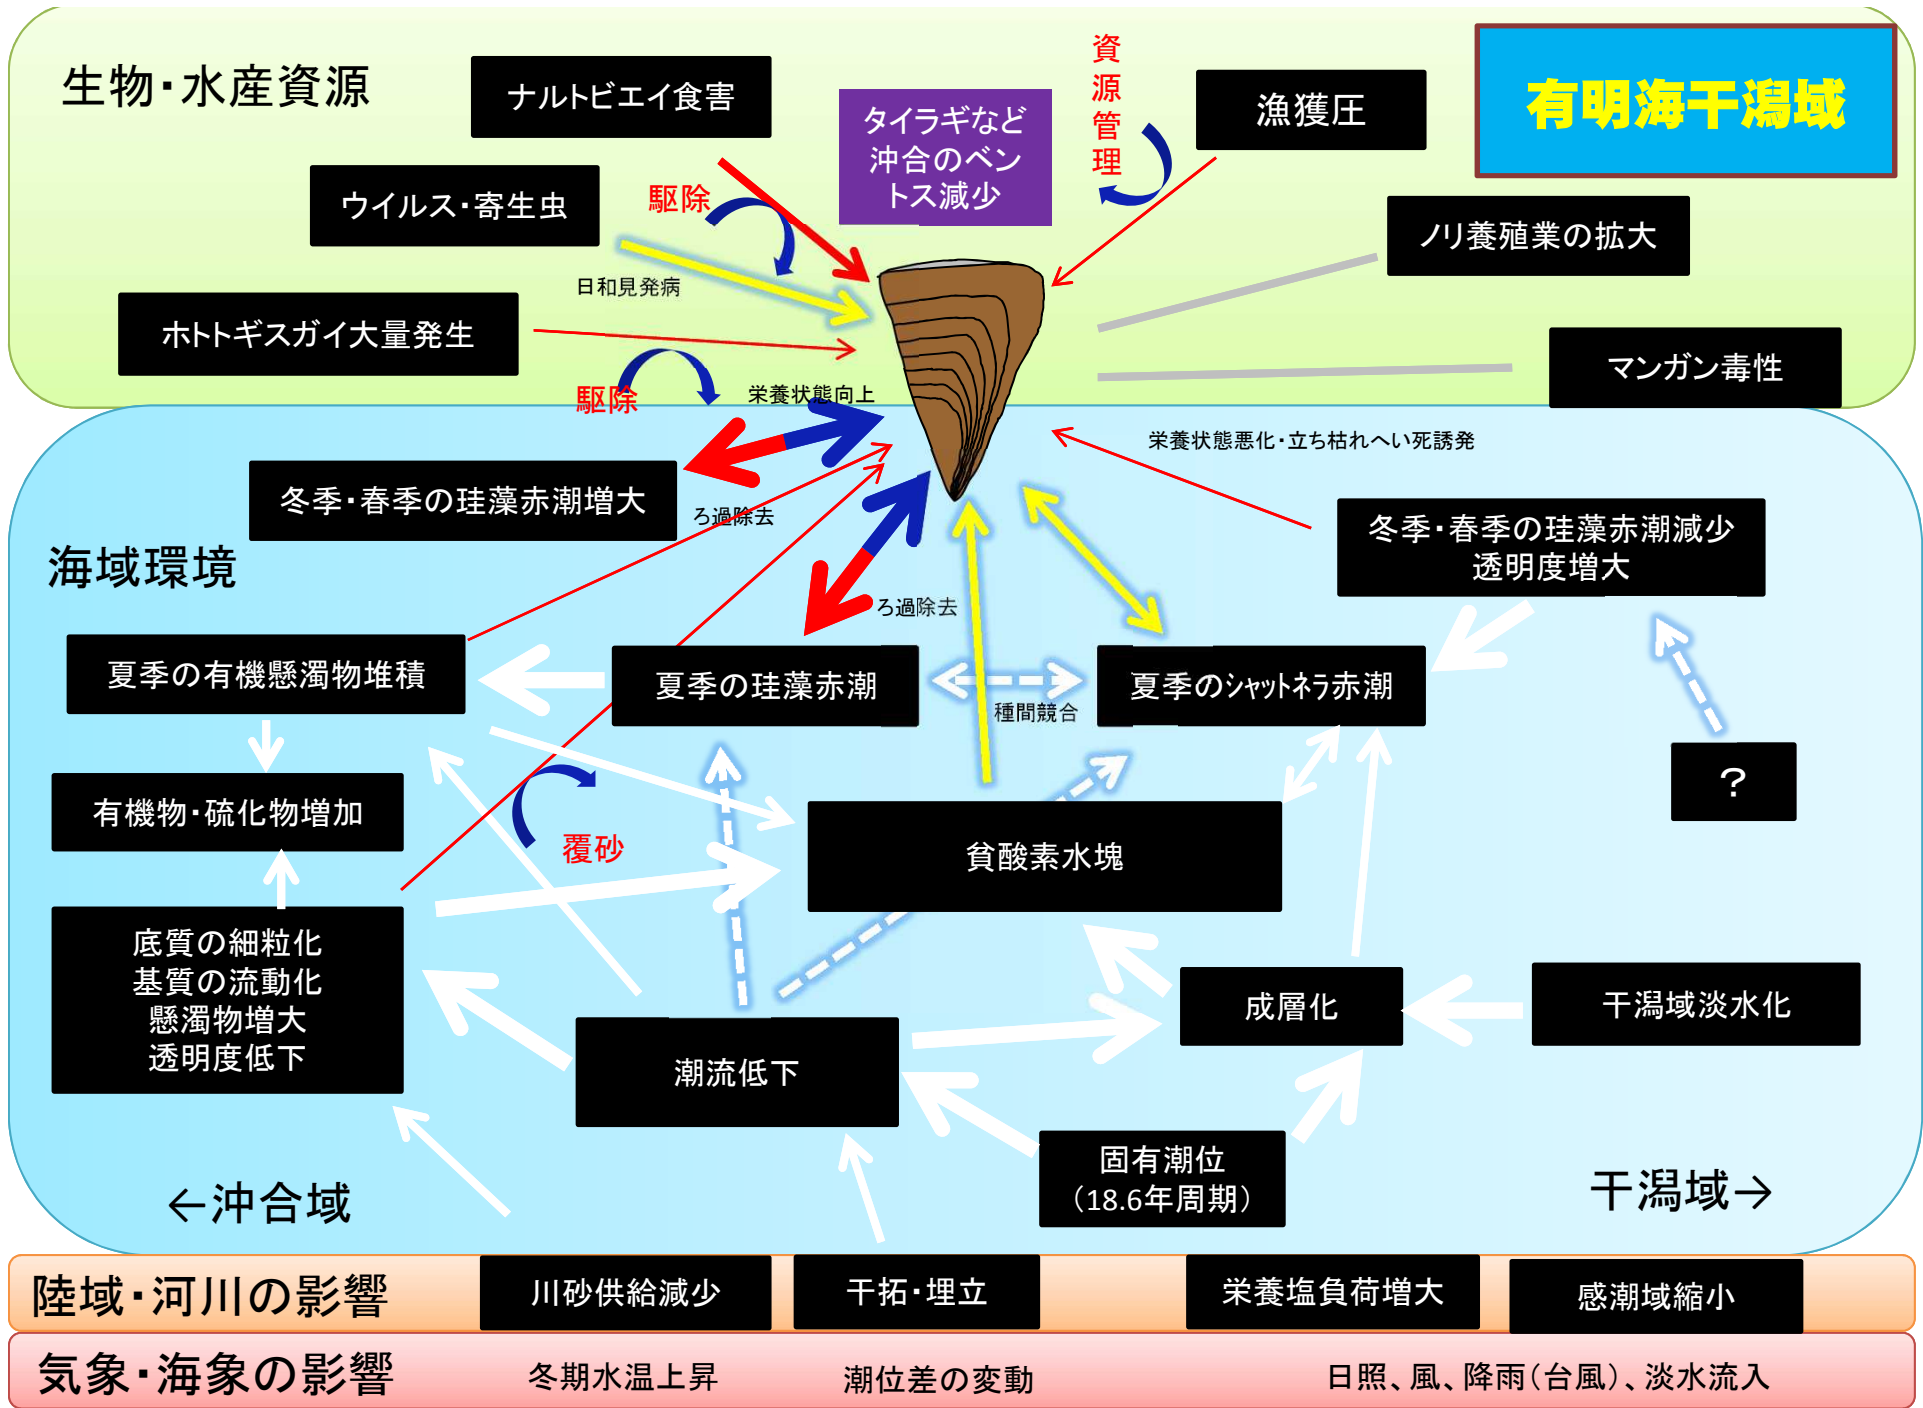 生物・水産資源
ナルトビエイ食害
タイラギなど
沖合のベン
トス減少
資源管理
漁獲圧
有明海干潟域
ウイルス・寄生虫
駆除
日和見発病
ノリ養殖業の拡大
ホトトギスガイ大量発生
マンガン毒性
駆除
栄養状態向上
栄養状態悪化・立ち枯れへい死誘発
冬季・春季の珪藻赤潮増大
ろ過除去
冬季・春季の珪藻赤潮減少
透明度増大
海域環境
ろ過除去
夏季の有機懸濁物堆積
夏季の珪藻赤潮
種間競合
夏季のシャットネラ赤潮
有機物・硫化物増加
覆砂
貧酸素水塊
?
底質の細粒化
基質の流動化
懸濁物増大
透明度低下
潮流低下
成層化
干潟域淡水化
固有潮位
(18.6年周期)
←沖合域
干潟域→
陸域・河川の影響
川砂供給減少
干拓・埋立
栄養塩負荷増大
感潮域縮小
気象・海象の影響
冬期水温上昇
潮位差の変動
日照、風、降雨(台風)、淡水流入